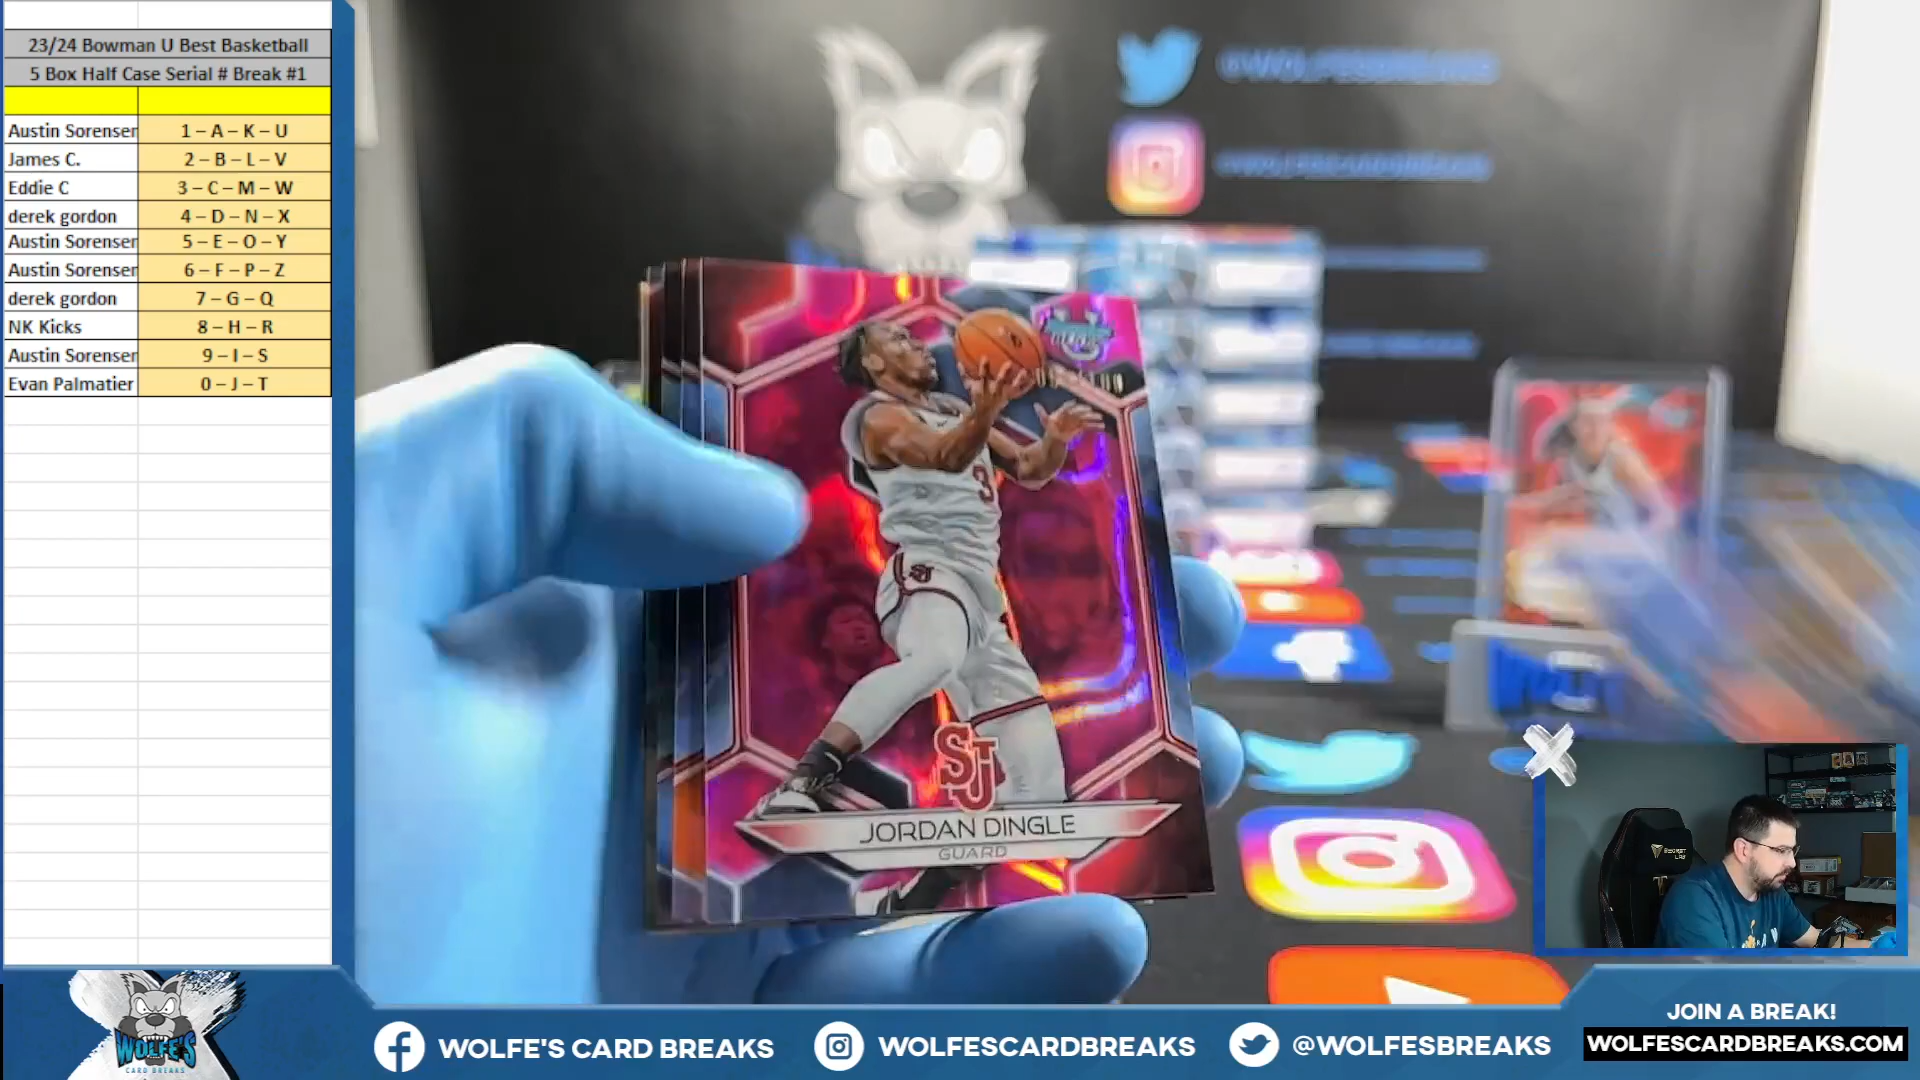 23/24 Bowman U Best Basketball
5 Box Half Case Serial # Break #1
Austin Sorensen 1 – A – K – U
James C. 2 – B – L – V
Eddie C 3 – C – M – W
derek gordon 4 – D – N – X
Austin Sorensen 5 – E – O – Y
Austin Sorensen 6 – F – P – Z
derek gordon 7 – G – Q
NK Kicks 8 – H – R
Austin Sorensen 9 – I – S
Evan Palmatier 0 – J – T
3
SJ
STJ
JORDAN DINGLE
GUARD
WOLFE'S
CARD BREAKS
WOLFE'S CARD BREAKS
WOLFESCARDBREAKS
@WOLFESBREAKS
JOIN A BREAK!
WOLFESCARDBREAKS.COM